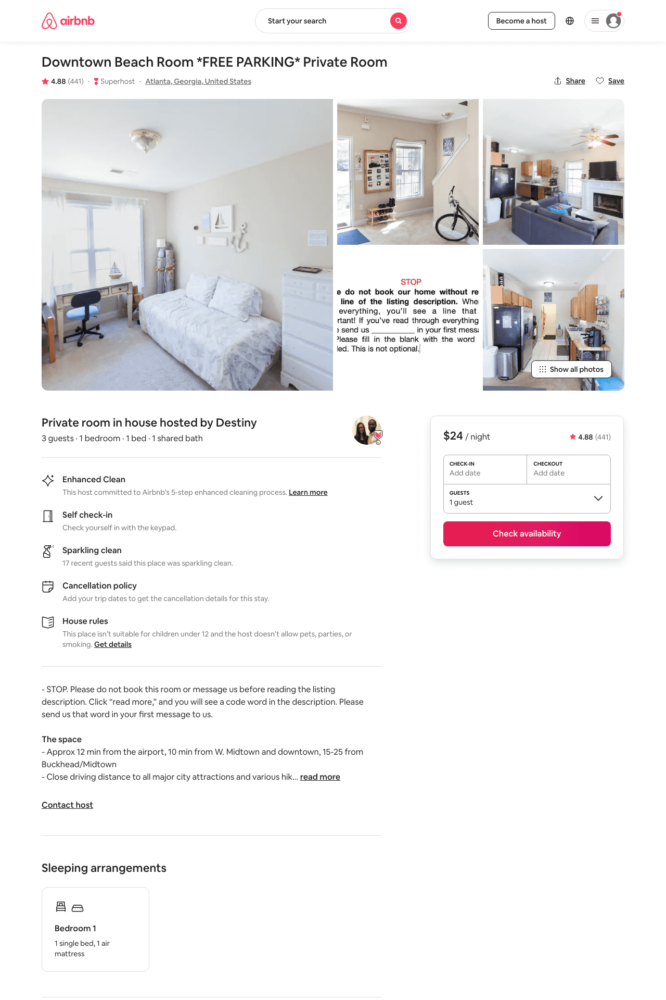 airbnb
Start your search
Become a host
Downtown Beach Room *FREE PARKING* Private Room
4.88 (441) · Superhost · Atlanta, Georgia, United States
Share
Save
STOP
e do not book our home without re
line of the listing description. Whe
everything, you'll see a line that
rtant! If you've read through everything
e send us __________ in your first messa
Please fill in the blank with the word
led. This is not optional.
Show all photos
Private room in house hosted by Destiny
3 guests · 1 bedroom · 1 bed · 1 shared bath
$24 / night
4.88 (441)
CHECK-IN
Add date
CHECKOUT
Add date
GUESTS
1 guest
Check availability
Enhanced Clean
This host committed to Airbnb's 5-step enhanced cleaning process. Learn more
Self check-in
Check yourself in with the keypad.
Sparkling clean
17 recent guests said this place was sparkling clean.
Cancellation policy
Add your trip dates to get the cancellation details for this stay.
House rules
This place isn't suitable for children under 12 and the host doesn't allow pets, parties, or
smoking. Get details
- STOP. Please do not book this room or message us before reading the listing
description. Click “read more,” and you will see a code word in the description. Please
send us that word in your first message to us.
The space
- Approx 12 min from the airport, 10 min from W. Midtown and downtown, 15-25 from
Buckhead/Midtown
- Close driving distance to all major city attractions and various hik... read more
Contact host
Sleeping arrangements
Bedroom 1
1 single bed, 1 air
mattress